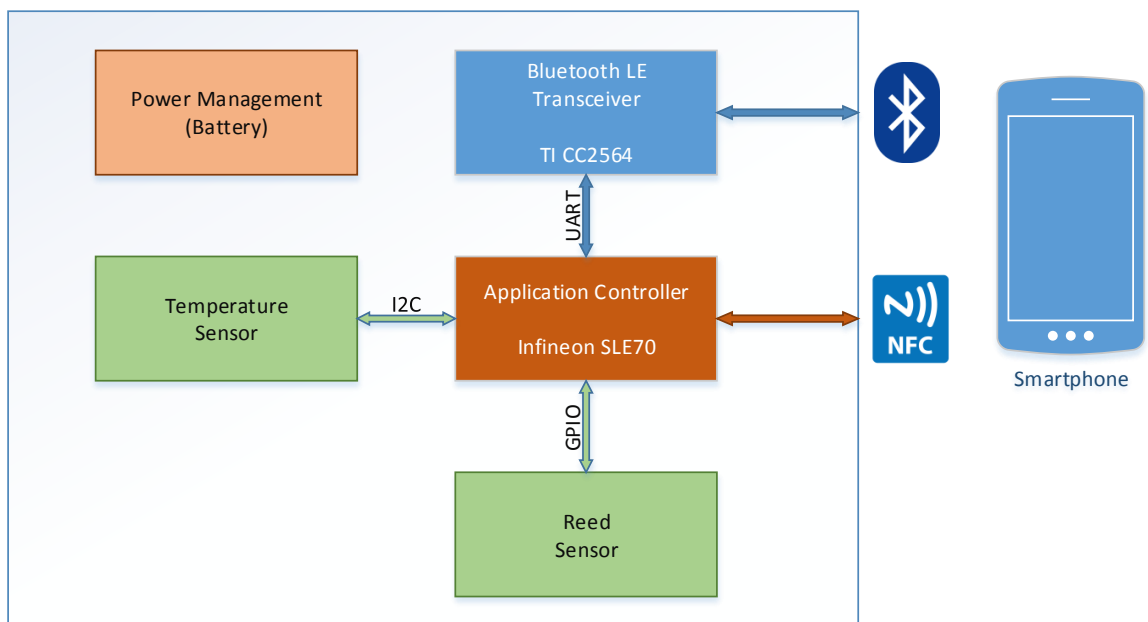 Power Management
(Battery)
Bluetooth LE
Transceiver
TI CC2564
UART
Temperature
Sensor
I2C
Application Controller
Infineon SLE70
NFC
Smartphone
GPIO
Reed
Sensor